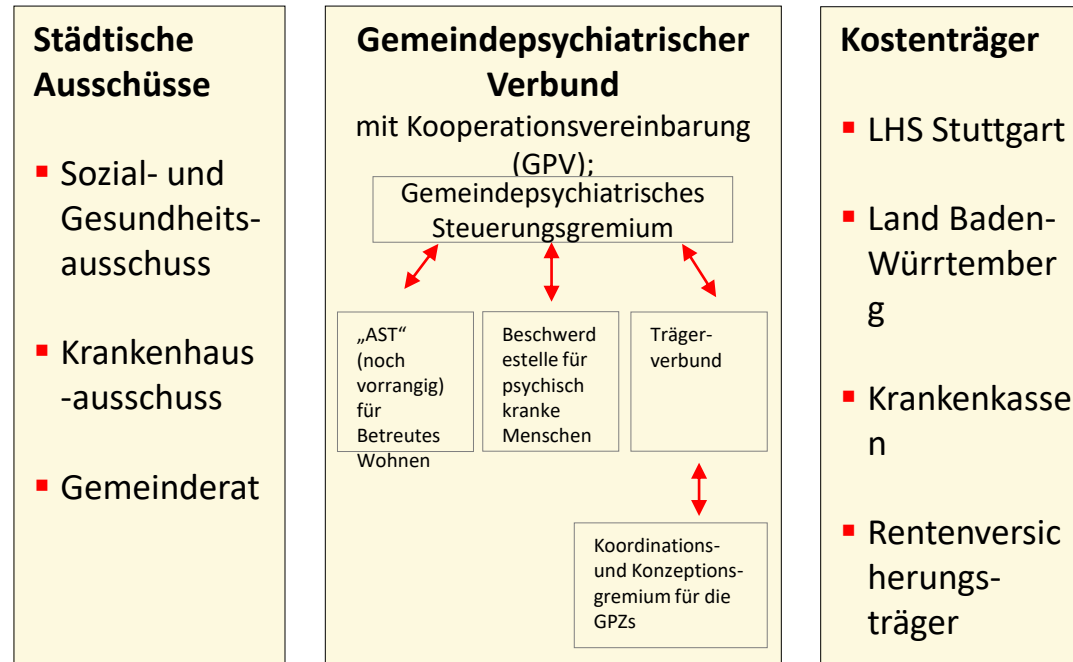 Städtische
Ausschüsse
▪ Sozial- und
Gesundheits-
ausschuss
▪ Krankenhaus
-ausschuss
▪ Gemeinderat
Gemeindepsychiatrischer
Verbund
mit Kooperationsvereinbarung
(GPV);
Gemeindepsychiatrisches
Steuerungsgremium
„AST“
(noch
vorrangig)
für
Betreutes
Wohnen
Beschwerd
estelle für
psychisch
kranke
Menschen
Träger-
verbund
Koordinations-
und Konzeptions-
gremium für die
GPZs
Kostenträger
▪ LHS Stuttgart
▪ Land Baden-
Würrtember
g
▪ Krankenkasse
n
▪ Rentenversic
herungs-
träger